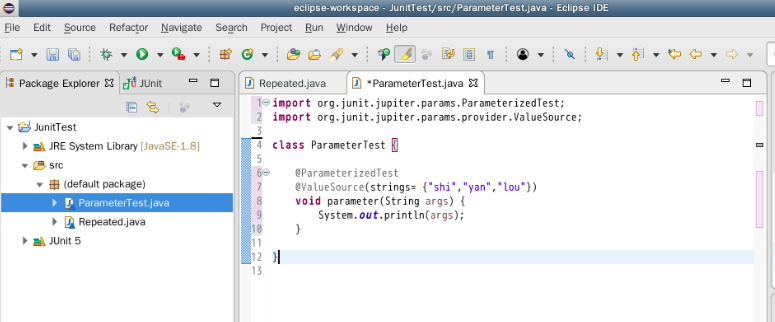 eclipse-workspace - JunitTest/src/ParameterTest.java - Eclipse IDE
File Edit Source Refactor Navigate Search Project Run Window Help
Package Explorer JUnit
Repeated.java *ParameterTest.java
JunitTest
JRE System Library [JavaSE-1.8]
src
(default package)
ParameterTest.java
Repeated.java
JUnit 5
1 import org.junit.jupiter.params.ParameterizedTest;
2 import org.junit.jupiter.params.provider.ValueSource;
3
4 class ParameterTest {
5
6 @ParameterizedTest
7 @ValueSource(strings= {"shi","yan","lou"})
8 void parameter(String args) {
9 System.out.println(args);
10 }
11
12 }
13